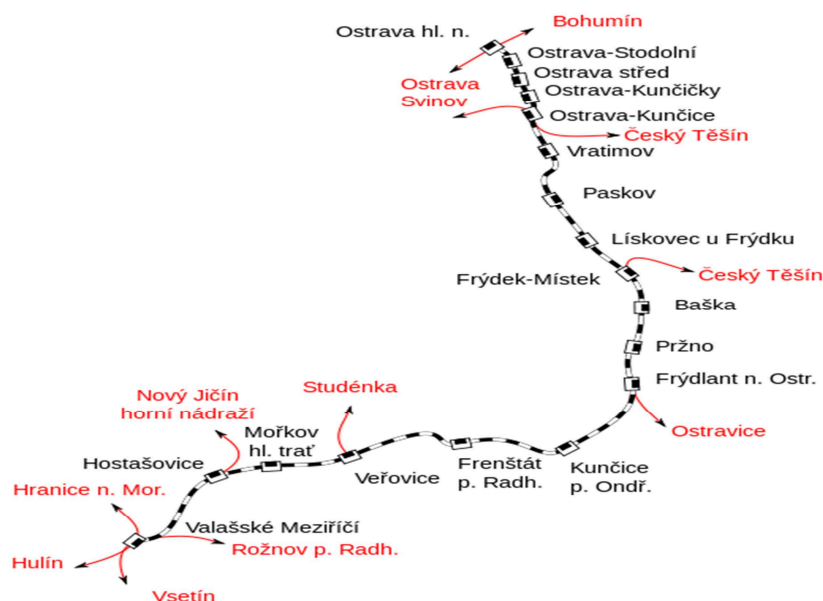 Bohumín
Ostrava hl. n.
Ostrava-Stodolní
Ostrava střed
Ostrava
Svinov
Ostrava-Kunčičky
Ostrava-Kunčice
Český Těšín
Vratimov
Paskov
Lískovec u Frýdku
Frýdek-Místek
Český Těšín
Baška
Pržno
Frýdlant n. Ostr.
Ostravice
Studénka
Nový Jičín
horní nádraží
Mořkov
hl. trať
Hostašovice
Veřovice
Frenštát
p. Radh.
Kunčice
p. Ondř.
Hranice n. Mor.
Valašské Meziříčí
Rožnov p. Radh.
Hulín
Vsetín